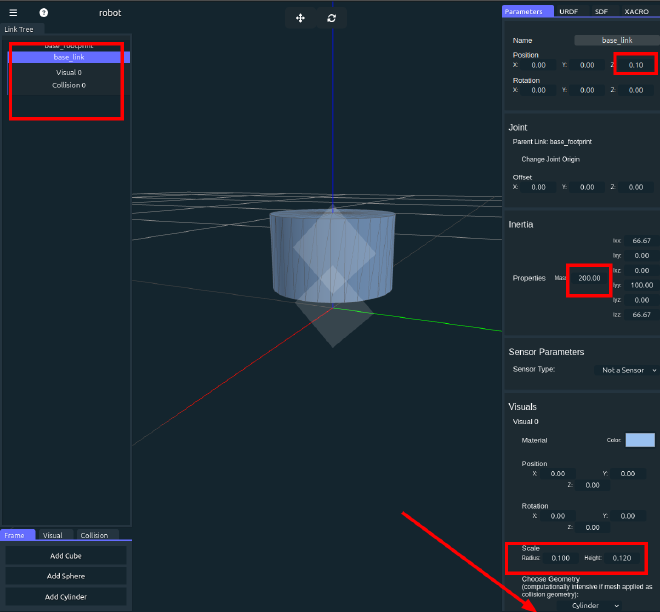 robot
Link Tree
base_footprint
base_link
Visual 0
Collision 0
Frame Visual Collision
Add Cube
Add Sphere
Add Cylinder
Parameters URDF SDF XACRO
Name base_link
Position
X: 0.00 Y: 0.00 Z: 0.10
Rotation
X: 0.00 Y: 0.00 Z: 0.00
Joint
Parent Link: base_footprint
Change Joint Origin
Offset
X: 0.00 Y: 0.00 Z: 0.00
Inertia
Ixx: 66.67
Ixy: 0.00
Ixz: 0.00
Properties Mass 200.00 Iyy: 100.00
Iyz: 0.00
Izz: 66.67
Sensor Parameters
Sensor Type: Not a Sensor
Visuals
Visual 0
Material Color:
Position
X: 0.00 Y: 0.00
Z: 0.00
Rotation
X: 0.00 Y: 0.00
Z: 0.00
Scale
Radius: 0.100 Height: 0.120
Choose Geometry
(computationally intensive if mesh applied as
collision geometry):
Cylinder